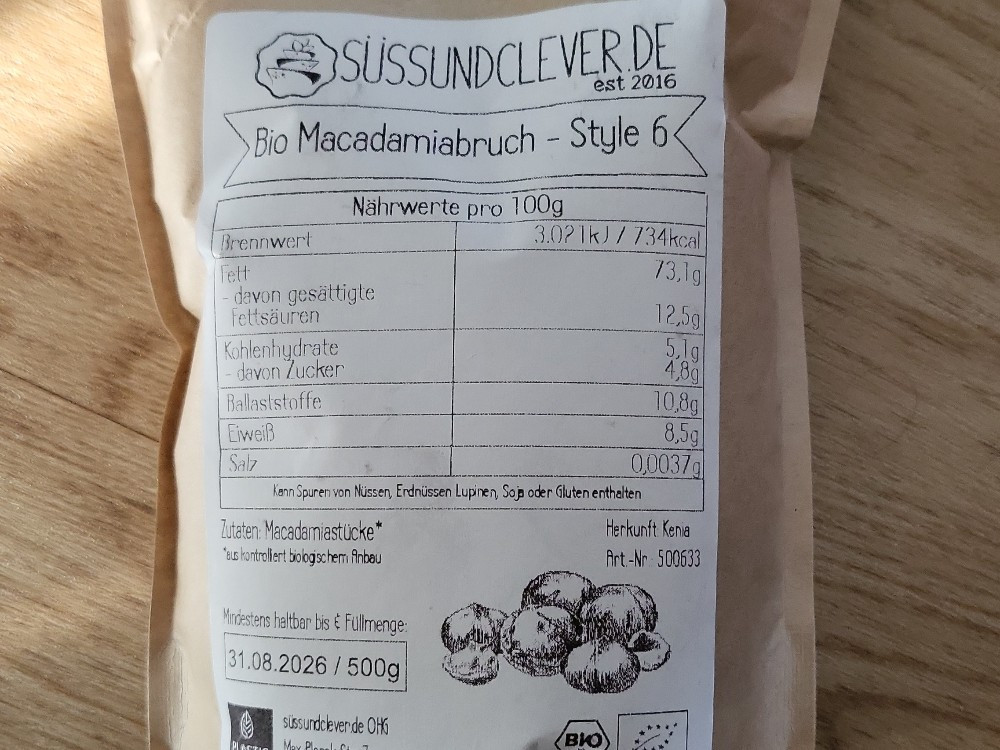 SÜSSUNDCLEVER.DE
est 2016
Bio Macadamiabruch - Style 6
Nährwerte pro 100g
Brennwert 3.021kJ / 734kcal
Fett 73,1g
- davon gesättigte
Fettsäuren 12,5g
Kohlenhydrate 5,1g
- davon Zucker 4,8g
Ballaststoffe 10,8g
Eiweiß 8,5g
Salz 0,0037g
Kann Spuren von Nüssen, Erdnüssen Lupinen, Soja oder Gluten enthalten
Zutaten: Macadamiastücke* Herkunft Kenia
*aus kontrolliert biologischem Anbau Art.-Nr 500633
Mindestens haltbar bis & Füllmenge:
31.08.2026 / 500g
süssundclever.de OHG
BIO